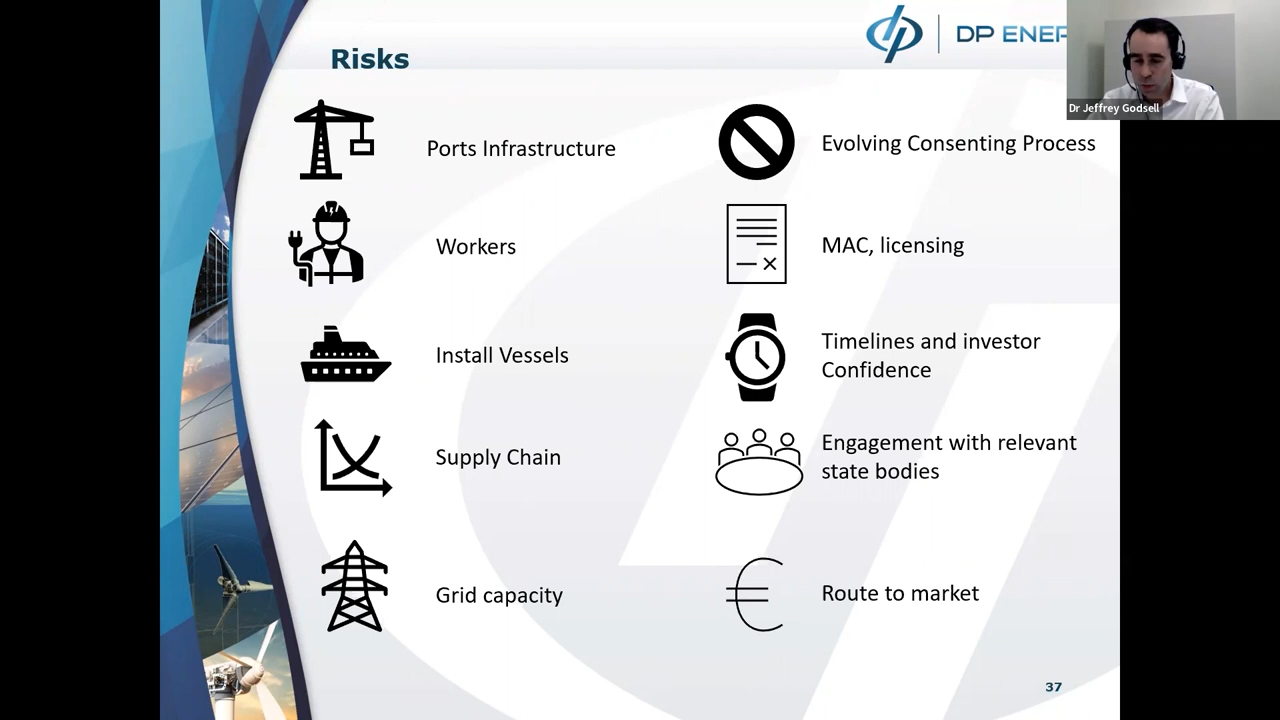 Risks
DP ENER
Dr Jeffrey Godsell
Ports Infrastructure
Workers
Install Vessels
Supply Chain
Grid capacity
Evolving Consenting Process
MAC, licensing
Timelines and investor
Confidence
Engagement with relevant
state bodies
Route to market
37